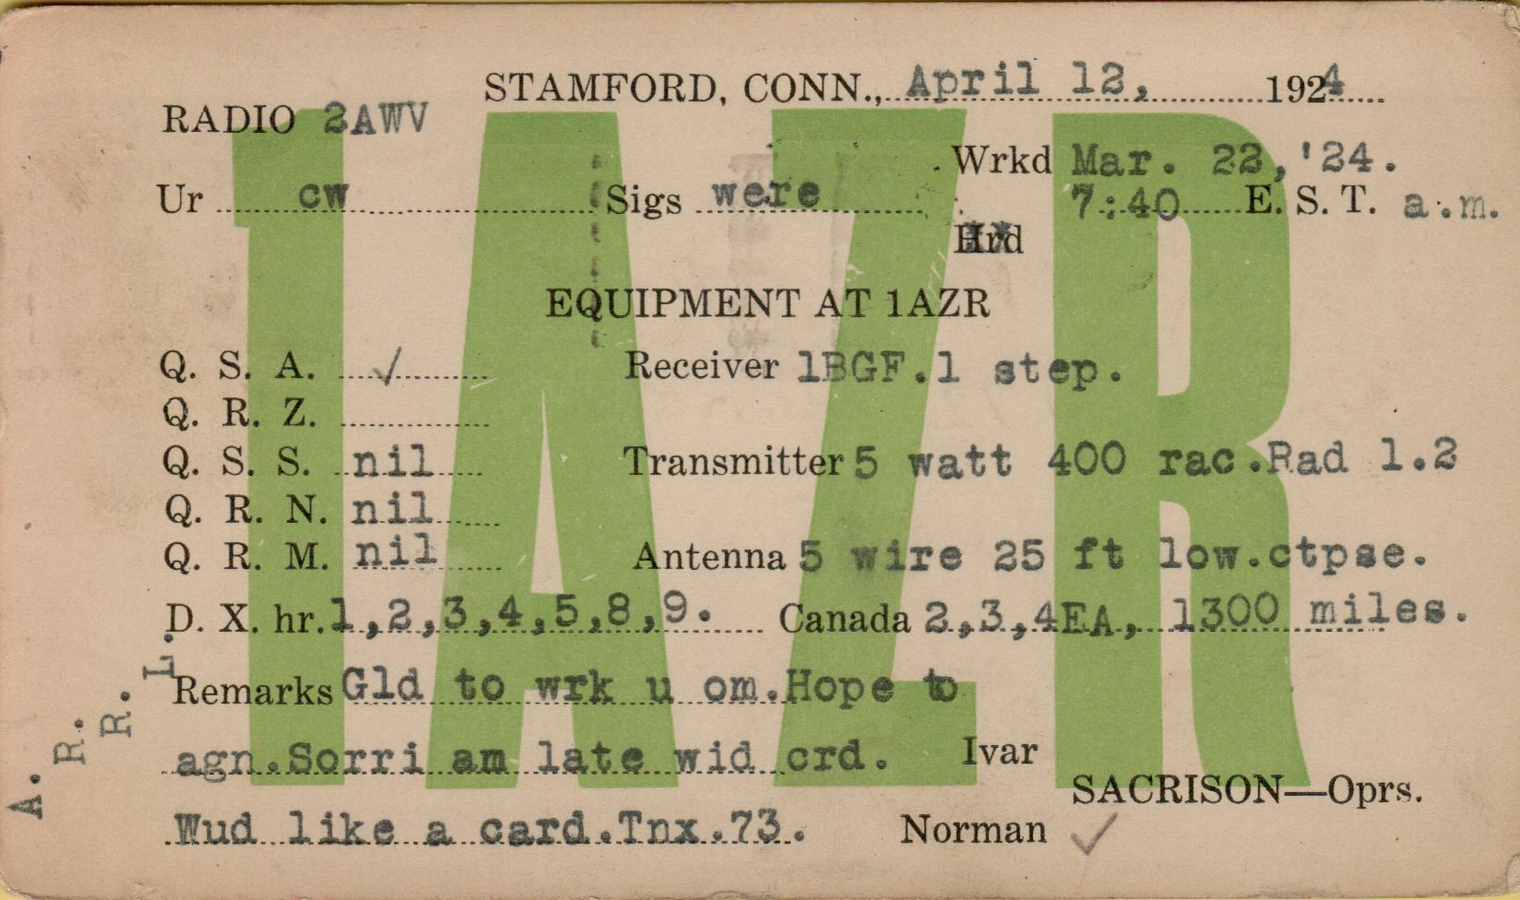 1AZR
STAMFORD, CONN., April 12, 1924
RADIO 2AWV
Wrkd Mar. 22,'24.
Ur cw Sigs were 7:40 E. S. T. a.m.
Hrd
EQUIPMENT AT 1AZR
Q. S. A. ✓ Receiver 1BGF.1 step.
Q. R. Z.
Q. S. S. nil Transmitter 5 watt 400 rac.Rad 1.2
Q. R. N. nil
Q. R. M. nil Antenna 5 wire 25 ft low.ctpse.
D. X. hr. 1,2,3,4,5,8,9. Canada 2,3,4EA, 1300 miles.
Remarks Gld to wrk u om.Hope to
agn.Sorri am late wid crd. Ivar
SACRISON—Oprs.
Wud like a card.Tnx.73. Norman ✓
A. R. R. L.